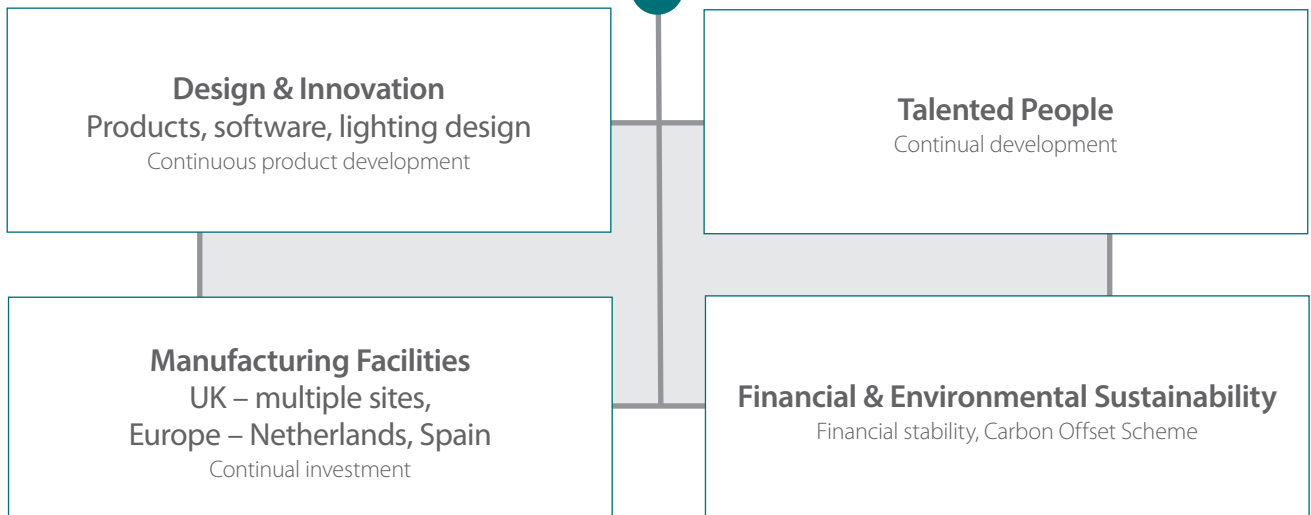 Design & Innovation
Products, software, lighting design
Continuous product development
Talented People
Continual development
Manufacturing Facilities
UK – multiple sites,
Europe – Netherlands, Spain
Continual investment
Financial & Environmental Sustainability
Financial stability, Carbon Offset Scheme